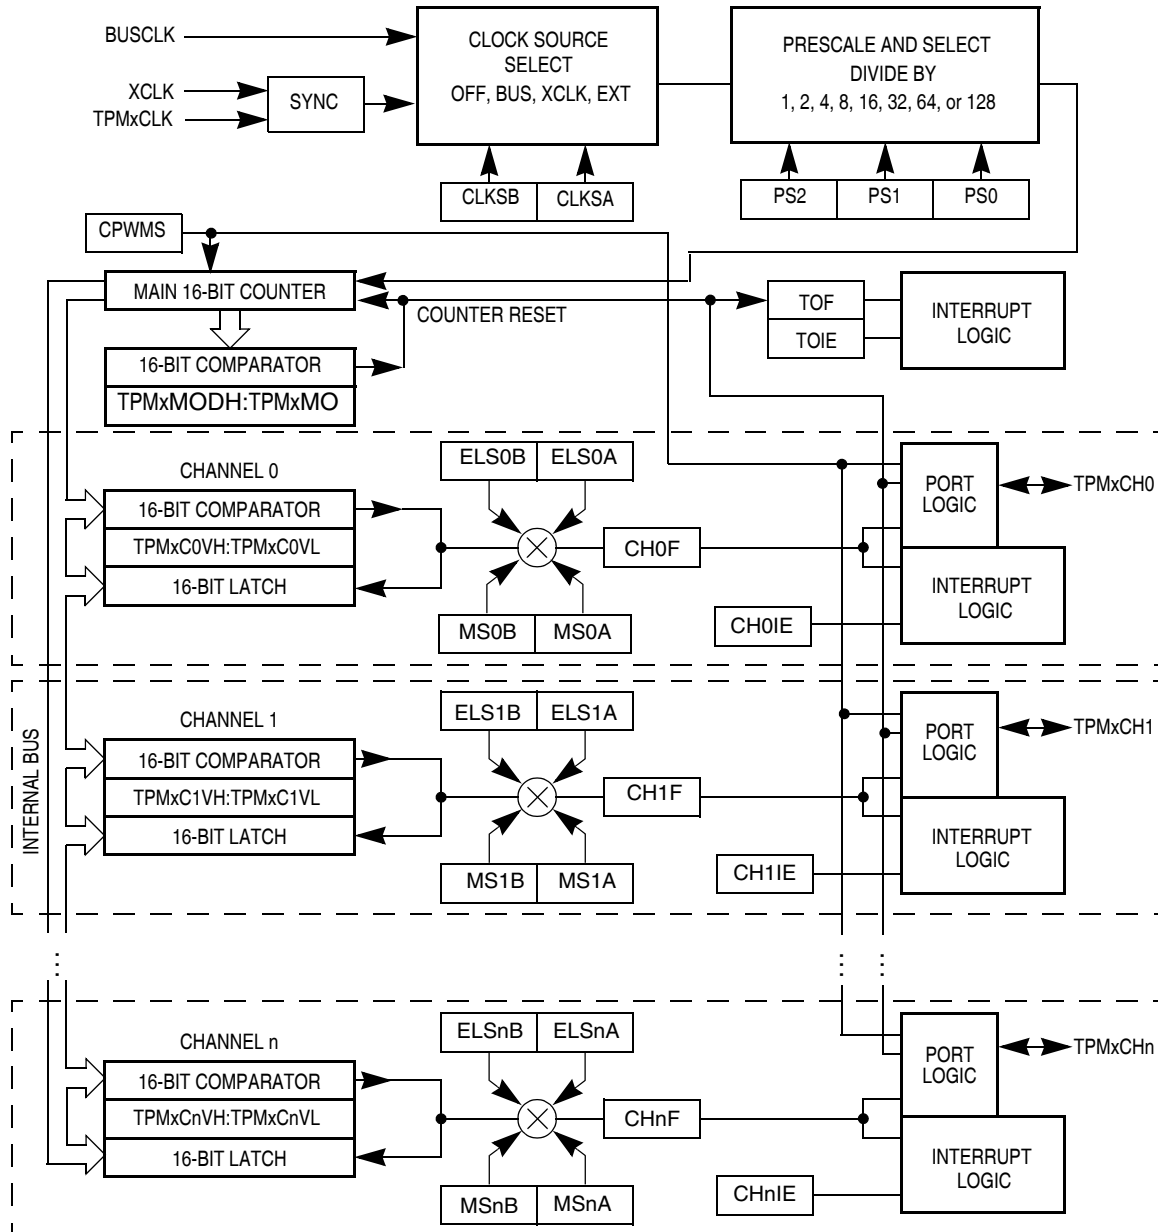 BUSCLK
XCLK
TPMxCLK
SYNC
CLOCK SOURCE
SELECT
OFF, BUS, XCLK, EXT
PRESCALE AND SELECT
DIVIDE BY
1, 2, 4, 8, 16, 32, 64, or 128
CLKSB
CLKSA
PS2
PS1
PS0
CPWMS
MAIN 16-BIT COUNTER
COUNTER RESET
TOF
TOIE
INTERRUPT
LOGIC
16-BIT COMPARATOR
TPMxMODH:TPMxMO
CHANNEL 0
16-BIT COMPARATOR
TPMxC0VH:TPMxC0VL
16-BIT LATCH
ELS0B
ELS0A
MS0B
MS0A
CH0F
CH0IE
PORT
LOGIC
INTERRUPT
LOGIC
TPMxCH0
INTERNAL BUS
CHANNEL 1
16-BIT COMPARATOR
TPMxC1VH:TPMxC1VL
16-BIT LATCH
ELS1B
ELS1A
MS1B
MS1A
CH1F
CH1IE
PORT
LOGIC
INTERRUPT
LOGIC
TPMxCH1
CHANNEL n
16-BIT COMPARATOR
TPMxCnVH:TPMxCnVL
16-BIT LATCH
ELSnB
ELSnA
MSnB
MSnA
CHnF
CHnIE
PORT
LOGIC
INTERRUPT
LOGIC
TPMxCHn